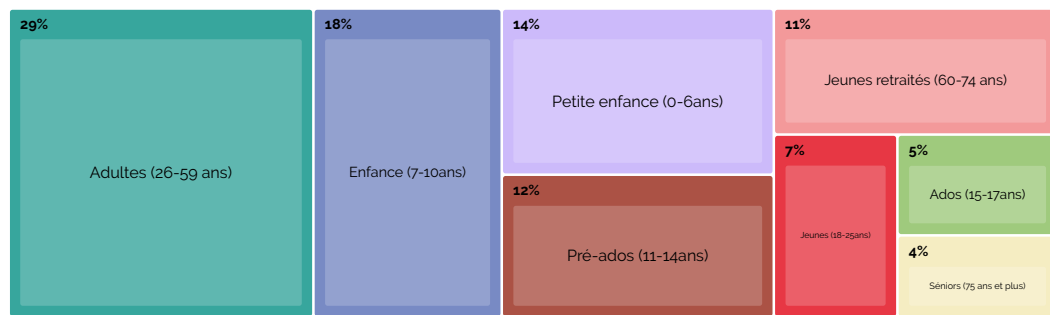 29%
Adultes (26-59 ans)
18%
Enfance (7-10ans)
14%
Petite enfance (0-6ans)
12%
Pré-ados (11-14ans)
11%
Jeunes retraités (60-74 ans)
7%
Jeunes (18-25ans)
5%
Ados (15-17ans)
4%
Séniors (75 ans et plus)